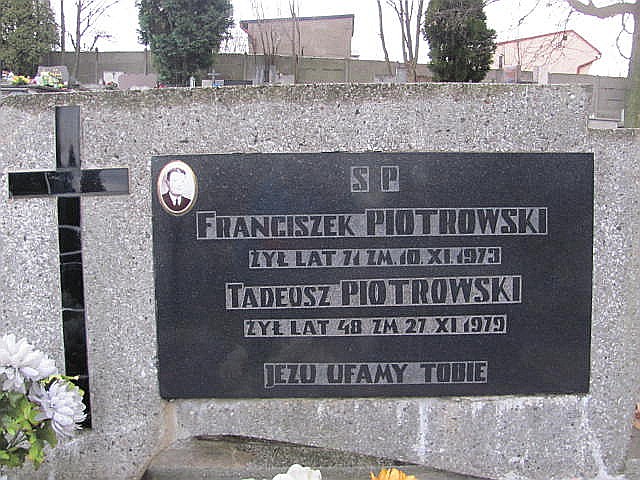 S P
FRANCISZEK PIOTROWSKI
ŻYŁ LAT 71 ZM. 10. XI. 1973
TADEUSZ PIOTROWSKI
ŻYŁ LAT 48 ZM 27 XI 1979
JEZU UFAMY TOBIE